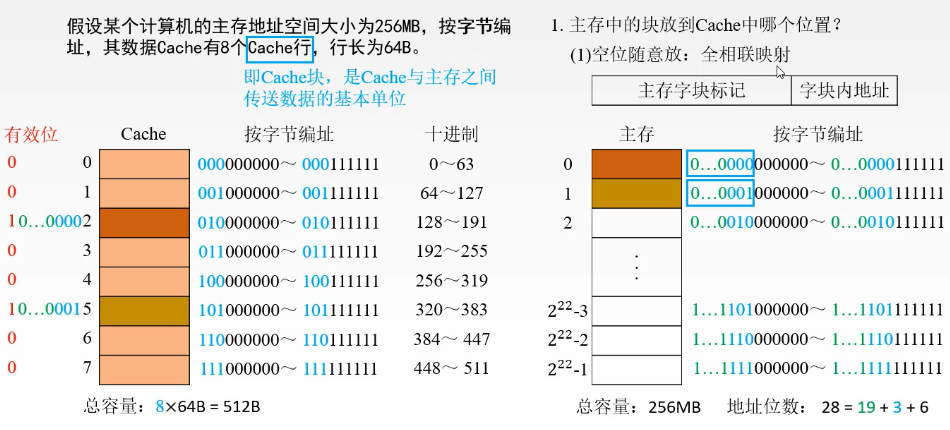 假设某个计算机的主存地址空间大小为256MB，按字节编
址，其数据Cache有8个Cache行，行长为64B。
即Cache块，是Cache与主存之间
传送数据的基本单位
有效位 Cache 按字节编址 十进制
0 0 000000000～000111111 0～63
0 1 001000000～001111111 64～127
1 0…0000 2 010000000～010111111 128～191
0 3 011000000～011111111 192～255
0 4 100000000～100111111 256～319
1 0…0001 5 101000000～101111111 320～383
0 6 110000000～110111111 384～447
0 7 111000000～111111111 448～511
总容量：8×64B = 512B
1. 主存中的块放到Cache中哪个位置？
(1)空位随意放：全相联映射
主存字块标记 字块内地址
主存 按字节编址
0 0…0000000000～0…0000111111
1 0…0001000000～0…0001111111
2 0…0010000000～0…0010111111
⋮
2²²-3 1…1101000000～1…1101111111
2²²-2 1…1110000000～1…1110111111
2²²-1 1…1111000000～1…1111111111
总容量：256MB 地址位数：28 = 19 + 3 + 6